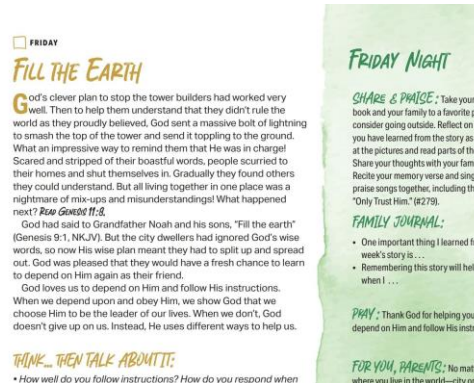 FRIDAY
FILL THE EARTH
God's clever plan to stop the tower builders had worked very
well. Then to help them understand that they didn't rule the
world as they proudly believed, God sent a massive bolt of lightning
to smash the top of the tower and send it toppling to the ground.
What an impressive way to remind them that He was in charge!
Scared and stripped of their boastful words, people scurried to
their homes and shut themselves in. Gradually they found others
they could understand. But all living together in one place was a
nightmare of mix-ups and misunderstandings! What happened
next? READ GENESIS 11:8.
God had said to Grandfather Noah and his sons, "Fill the earth"
(Genesis 9:1, NKJV). But the city dwellers had ignored God's wise
words, so now His wise plan meant they had to split up and spread
out. God was pleased that they would have a fresh chance to learn
to depend on Him again as their friend.
God loves us to depend on Him and follow His instructions.
When we depend upon and obey Him, we show God that we
choose Him to be the leader of our lives. When we don't, God
doesn't give up on us. Instead, He uses different ways to help us.
THINK... THEN TALK ABOUT IT:
• How well do you follow instructions? How do you respond when
FRIDAY NIGHT
SHARE & PRAISE: Take your
book and your family to a favorite
consider going outside. Reflect on
you have learned from the story as
at the pictures and read parts of the
Share your thoughts with your
Recite your memory verse and sing
praise songs together, including
"Only Trust Him." (#279).
FAMILY JOURNAL:
• One important thing I learned
week's story is...
• Remembering this story will
when I ...
PRAY: Thank God for helping you
depend on Him and follow His
FOR YOU, PARENTS: No
where you live in the world—city